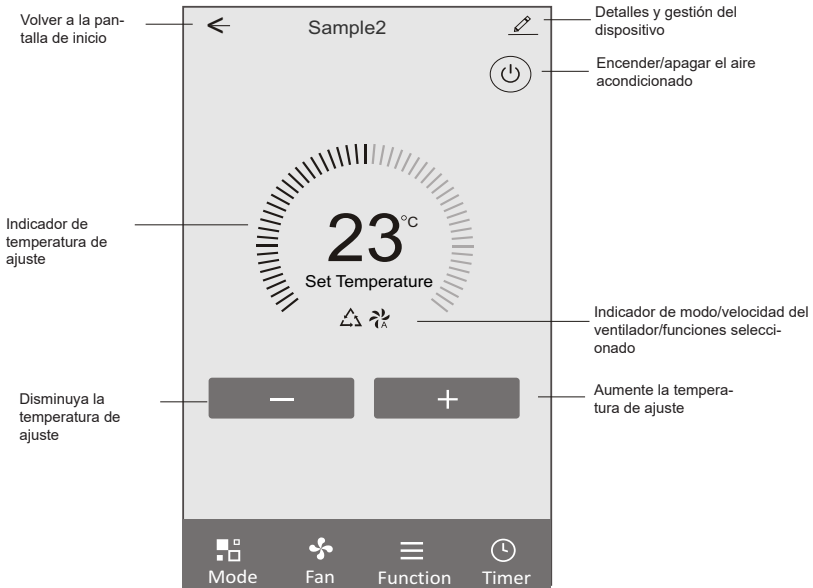 Volver a la pan-
talla de inicio
Sample2
Detalles y gestión del
dispositivo
Encender/apagar el aire
acondicionado
Indicador de
temperatura de
ajuste
23°C
Set Temperature
A
Indicador de modo/velocidad del
ventilador/funciones selecci-
onado
Disminuya la
temperatura de
ajuste
Aumente la tempera-
tura de ajuste
Mode
Fan
Function
Timer